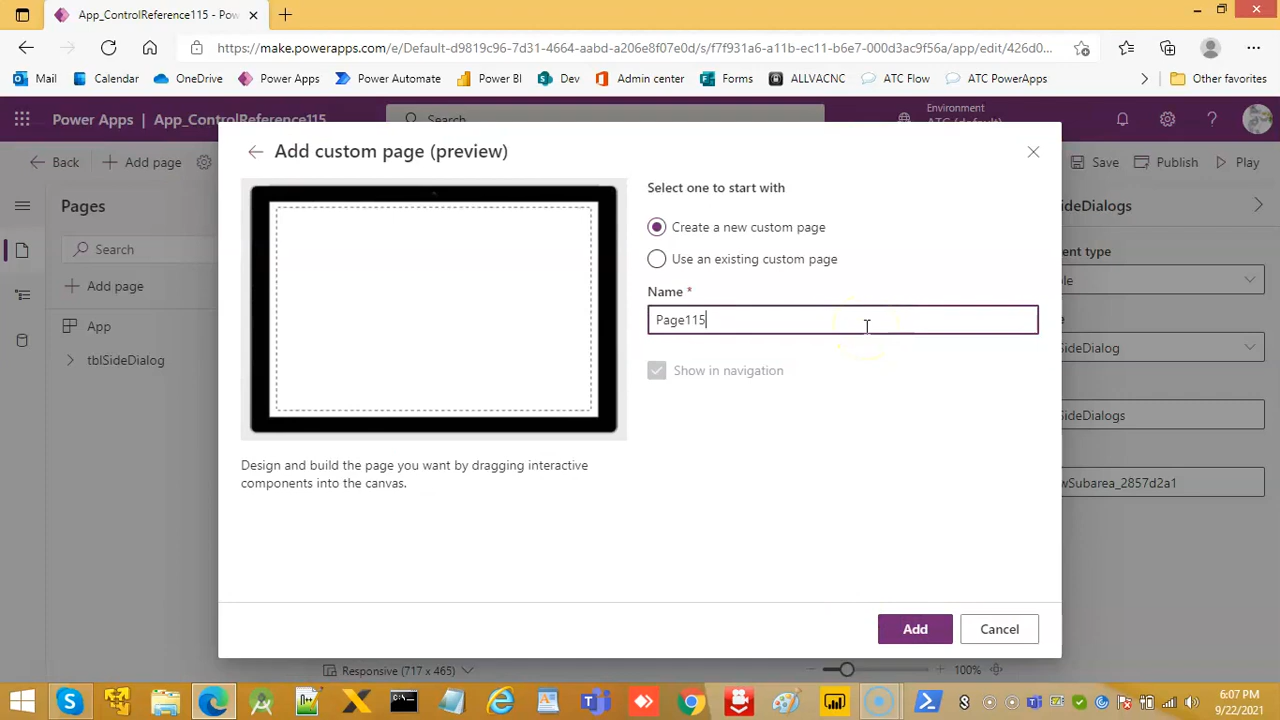 App_ControlReference115 - Pow
https://make.powerapps.com/e/Default-d9819c96-7d31-4664-aabd-a206e8f07e0d/s/f7f931a6-a11b-ec11-b6e7-000d3ac9f56a/app/edit/426d0...
Mail
Calendar
OneDrive
Power Apps
Power Automate
Power BI
Dev
Admin center
Forms
ALLVACNC
ATC Flow
ATC PowerApps
Other favorites
Power Apps | App_ControlReference115
Search
Environment
ATC (default)
Back
Add page
Save
Publish
Play
Pages
Search
Add page
App
tblSideDialog
Add custom page (preview)
Select one to start with
Create a new custom page
Use an existing custom page
Name *
Page115
Show in navigation
Design and build the page you want by dragging interactive
components into the canvas.
Add
Cancel
SideDialogs
ent type
le
e
SideDialog
SideDialogs
wSubarea_2857d2a1
Responsive (717 x 465)
100%
6:07 PM
9/22/2021